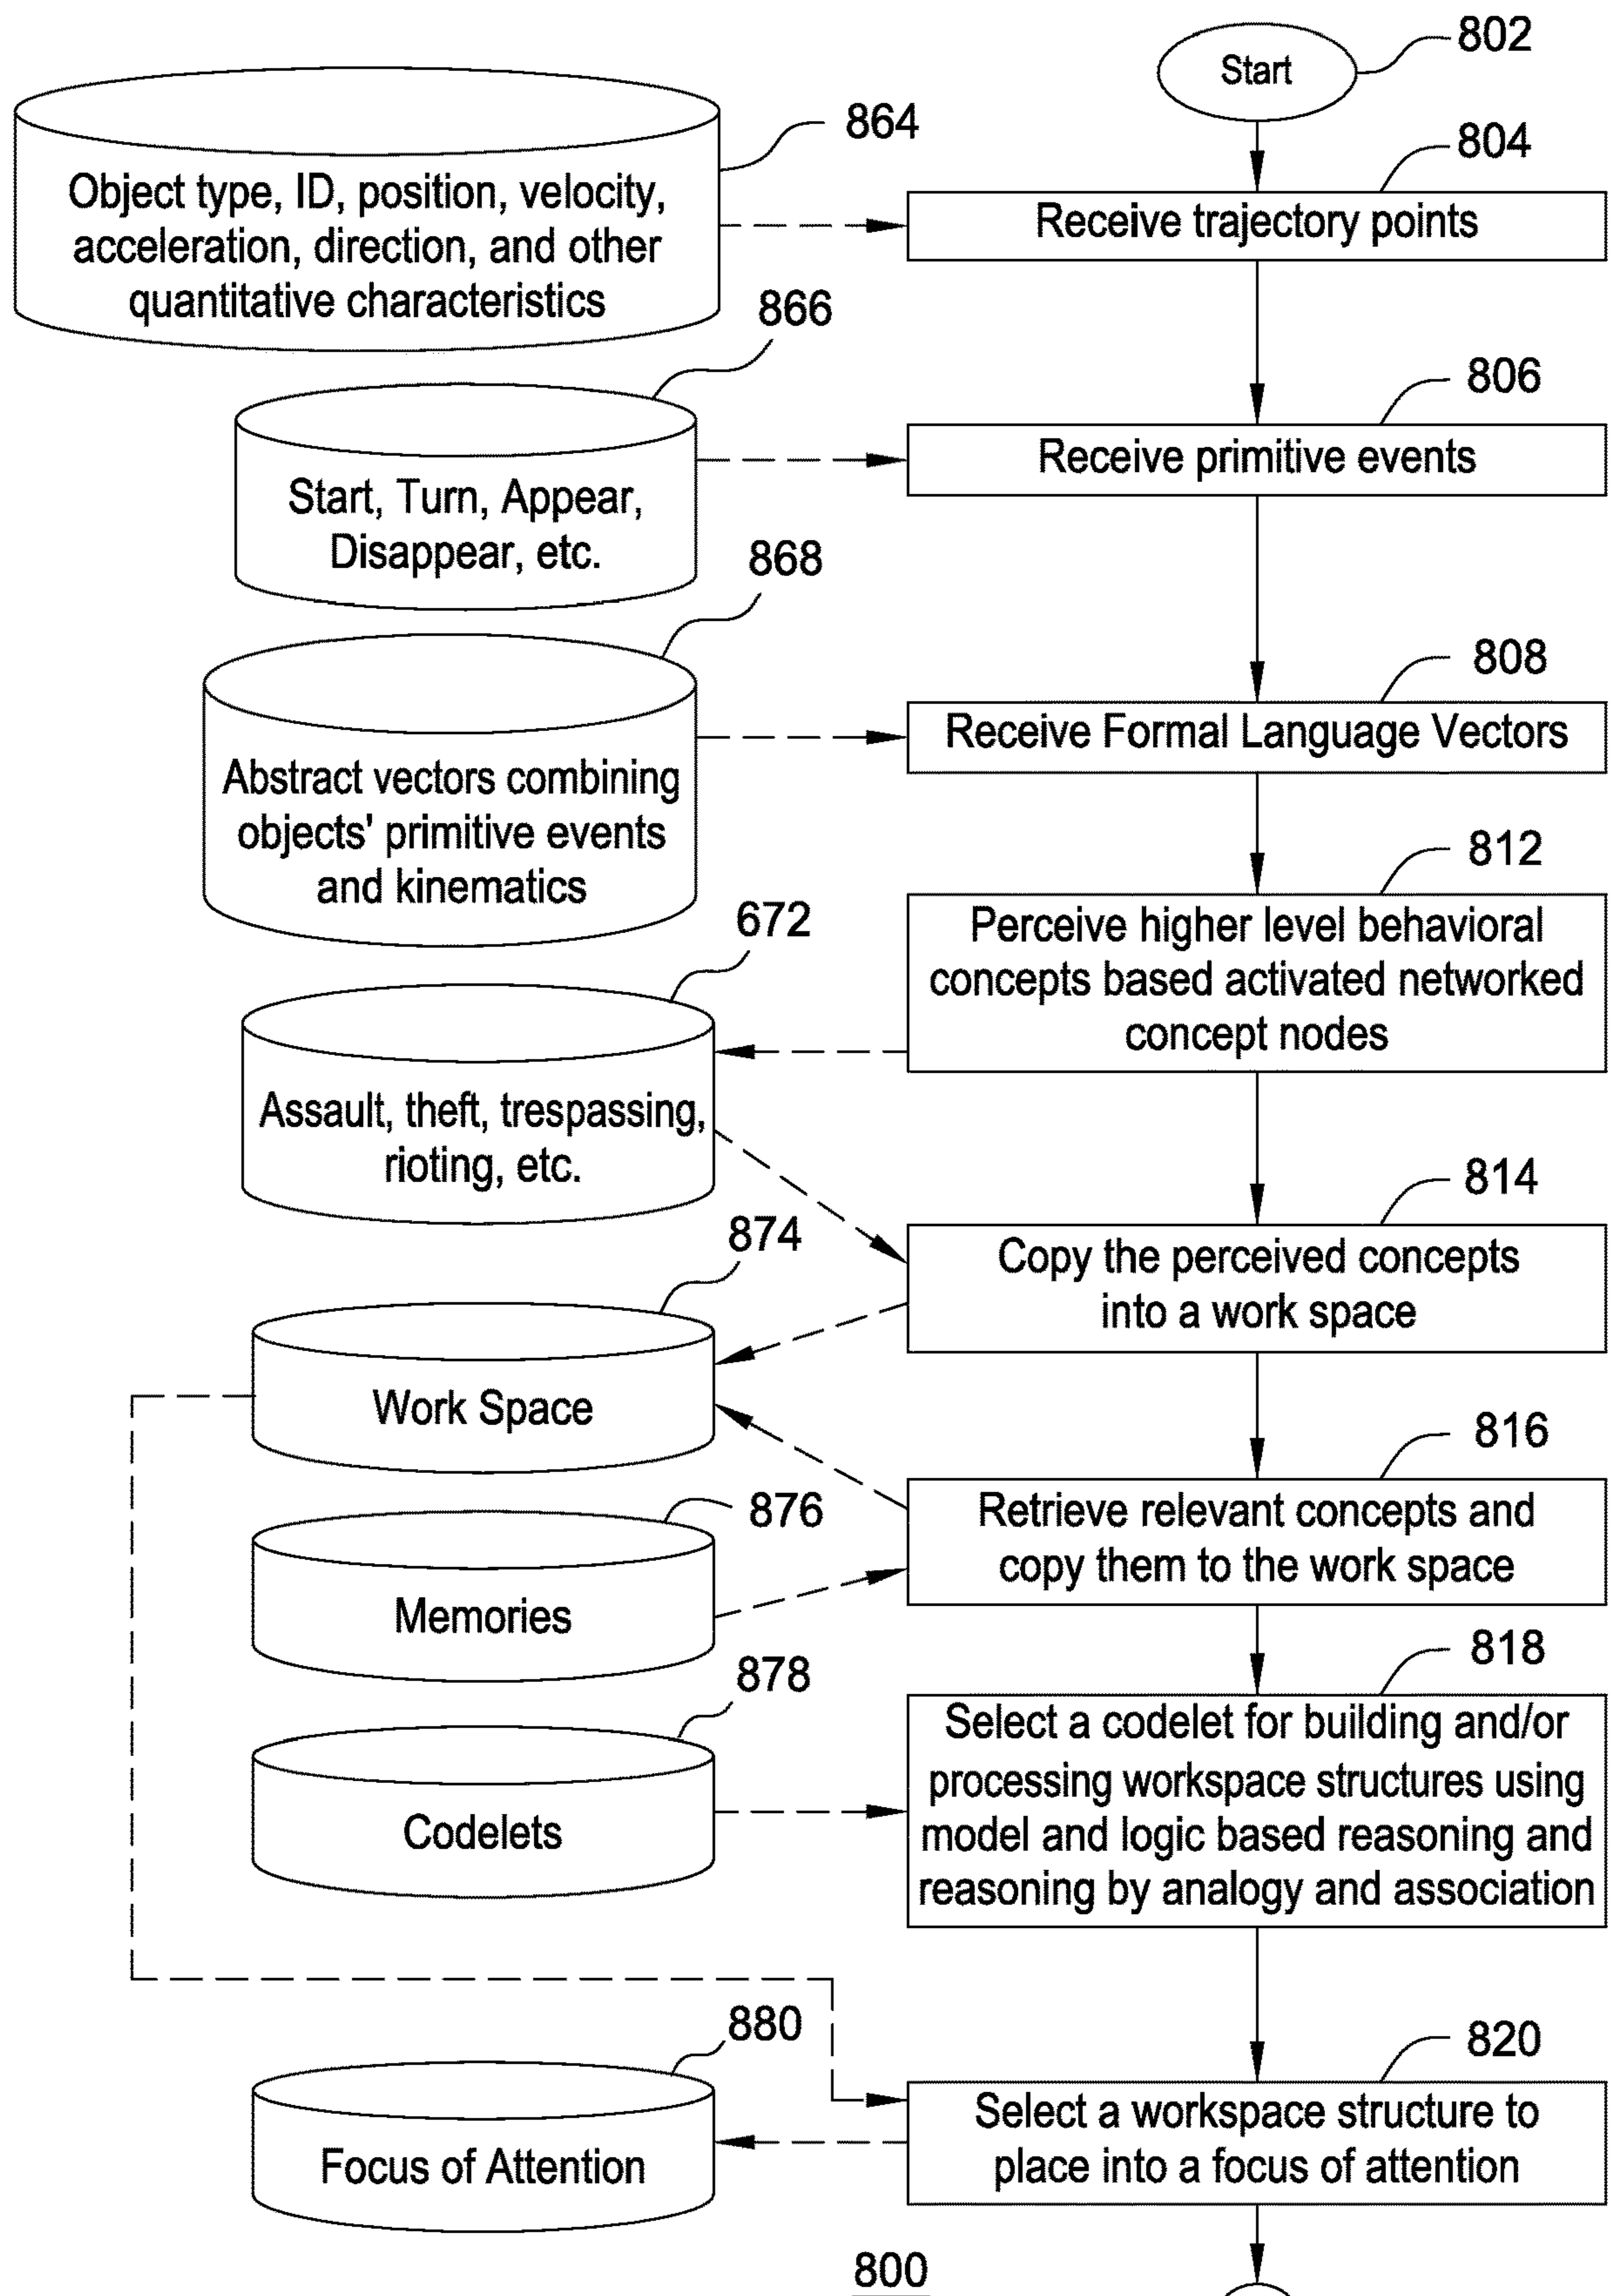 802
Start
804
864
Object type, ID, position, velocity,
acceleration, direction, and other
quantitative characteristics
Receive trajectory points
866
806
Start, Turn, Appear,
Disappear, etc.
Receive primitive events
868
808
Abstract vectors combining
objects' primitive events
and kinematics
Receive Formal Language Vectors
812
Perceive higher level behavioral
concepts based activated networked
concept nodes
672
Assault, theft, trespassing,
rioting, etc.
814
Copy the perceived concepts
into a work space
874
Work Space
816
Retrieve relevant concepts and
copy them to the work space
876
Memories
818
Select a codelet for building and/or
processing workspace structures using
model and logic based reasoning and
reasoning by analogy and association
878
Codelets
820
Select a workspace structure to
place into a focus of attention
880
Focus of Attention
800